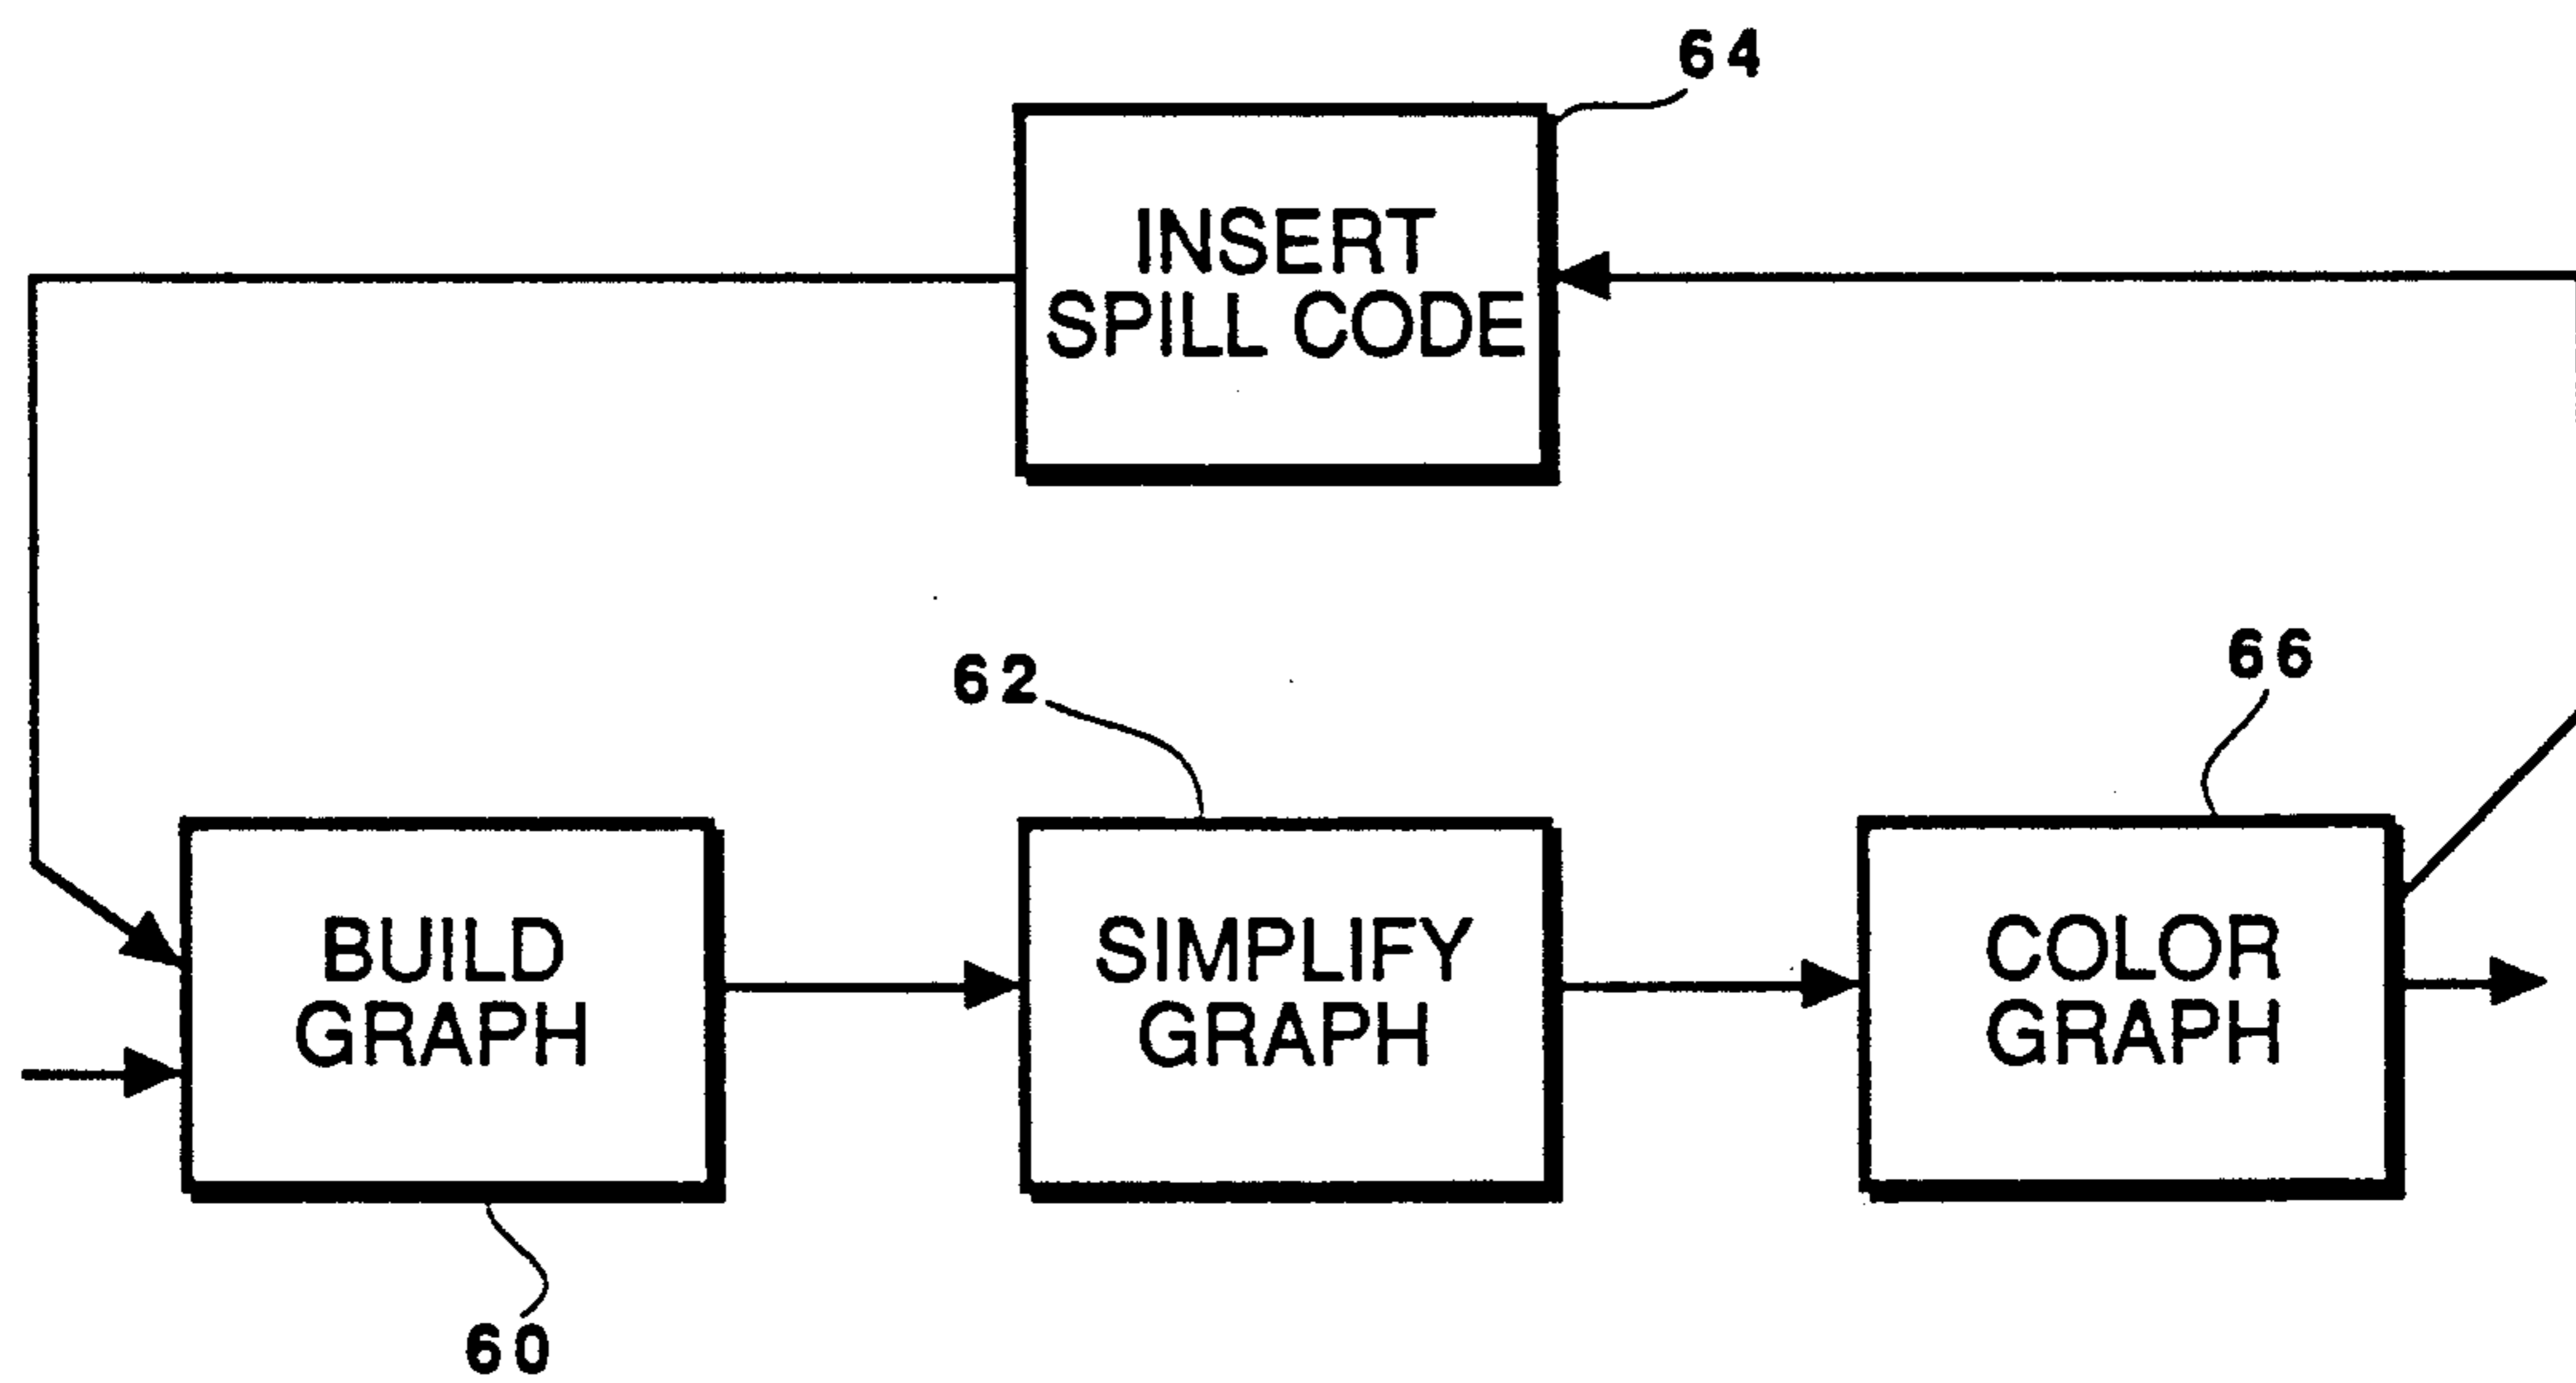 64
INSERT
SPILL CODE
62
66
BUILD
GRAPH
SIMPLIFY
GRAPH
COLOR
GRAPH
60